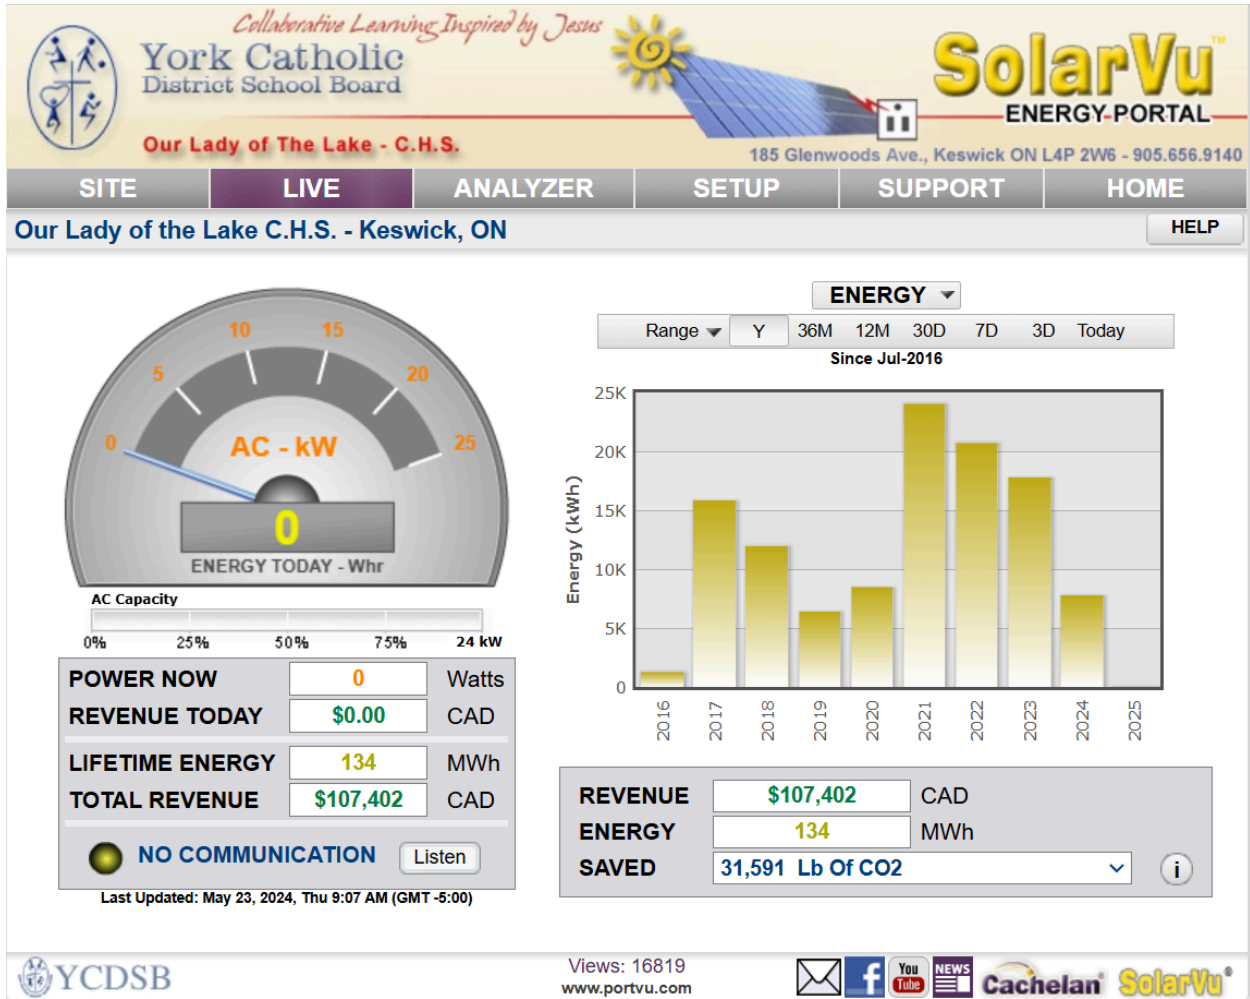 Collaborative Learning Inspired by Jesus
York Catholic
District School Board
Our Lady of The Lake - C.H.S.
SolarVu™
ENERGY PORTAL
185 Glenwoods Ave., Keswick ON L4P 2W6 - 905.656.9140
SITE LIVE ANALYZER SETUP SUPPORT HOME
Our Lady of the Lake C.H.S. - Keswick, ON
HELP
0 5 10 15 20 25
AC - kW
0
ENERGY TODAY - Whr
AC Capacity
0% 25% 50% 75% 24 kW
POWER NOW 0 Watts
REVENUE TODAY $0.00 CAD
LIFETIME ENERGY 134 MWh
TOTAL REVENUE $107,402 CAD
NO COMMUNICATION Listen
Last Updated: May 23, 2024, Thu 9:07 AM (GMT -5:00)
ENERGY
Range Y 36M 12M 30D 7D 3D Today
Since Jul-2016
Energy (kWh)
25K
20K
15K
10K
5K
0
2016 2017 2018 2019 2020 2021 2022 2023 2024 2025
REVENUE $107,402 CAD
ENERGY 134 MWh
SAVED 31,591 Lb Of CO2 i
YCDSB
Views: 16819
www.portvu.com
You
Tube
NEWS
Cachelan
SolarVu®